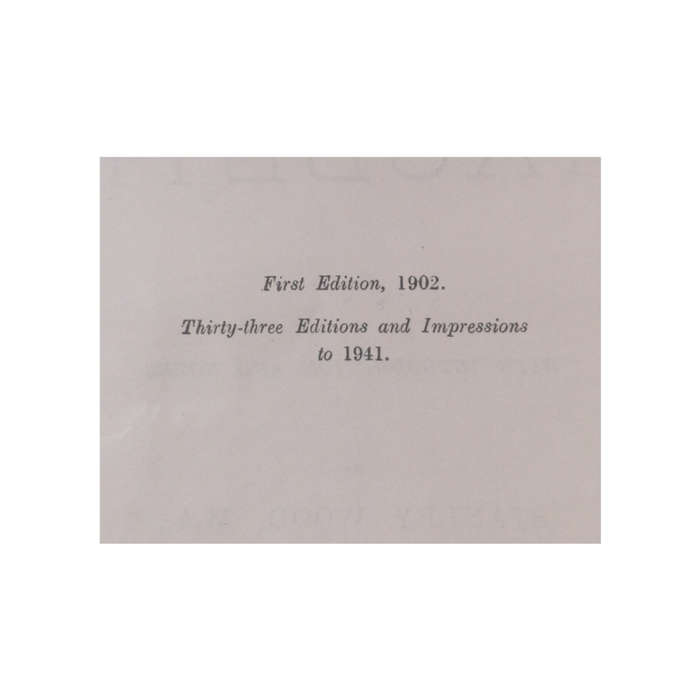 First Edition, 1902.
Thirty-three Editions and Impressions
to 1941.